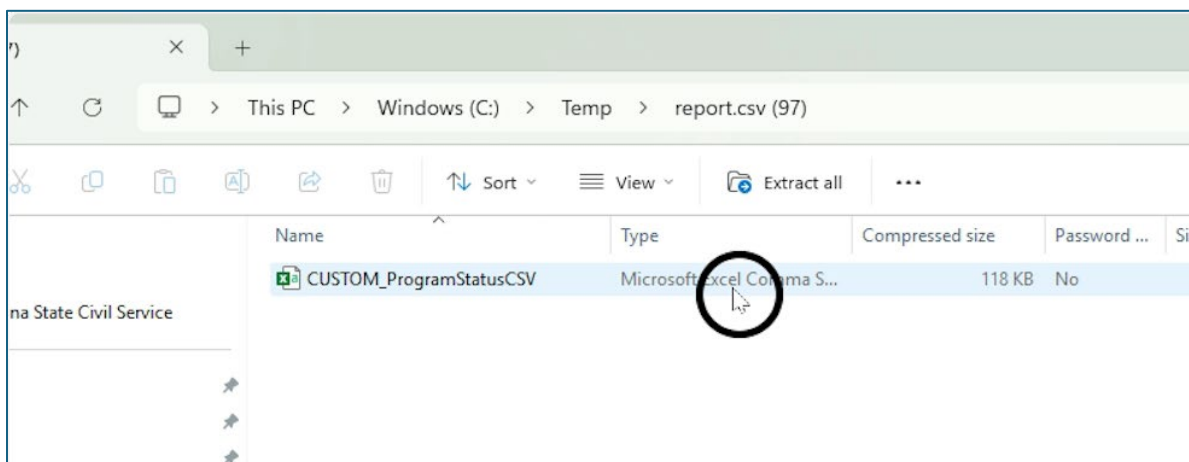 7)
This PC > Windows (C:) > Temp > report.csv (97)
Sort View Extract all ...
Name Type Compressed size Password ... Si
CUSTOM_ProgramStatusCSV Microsoft Excel Comma S... 118 KB No
na State Civil Service